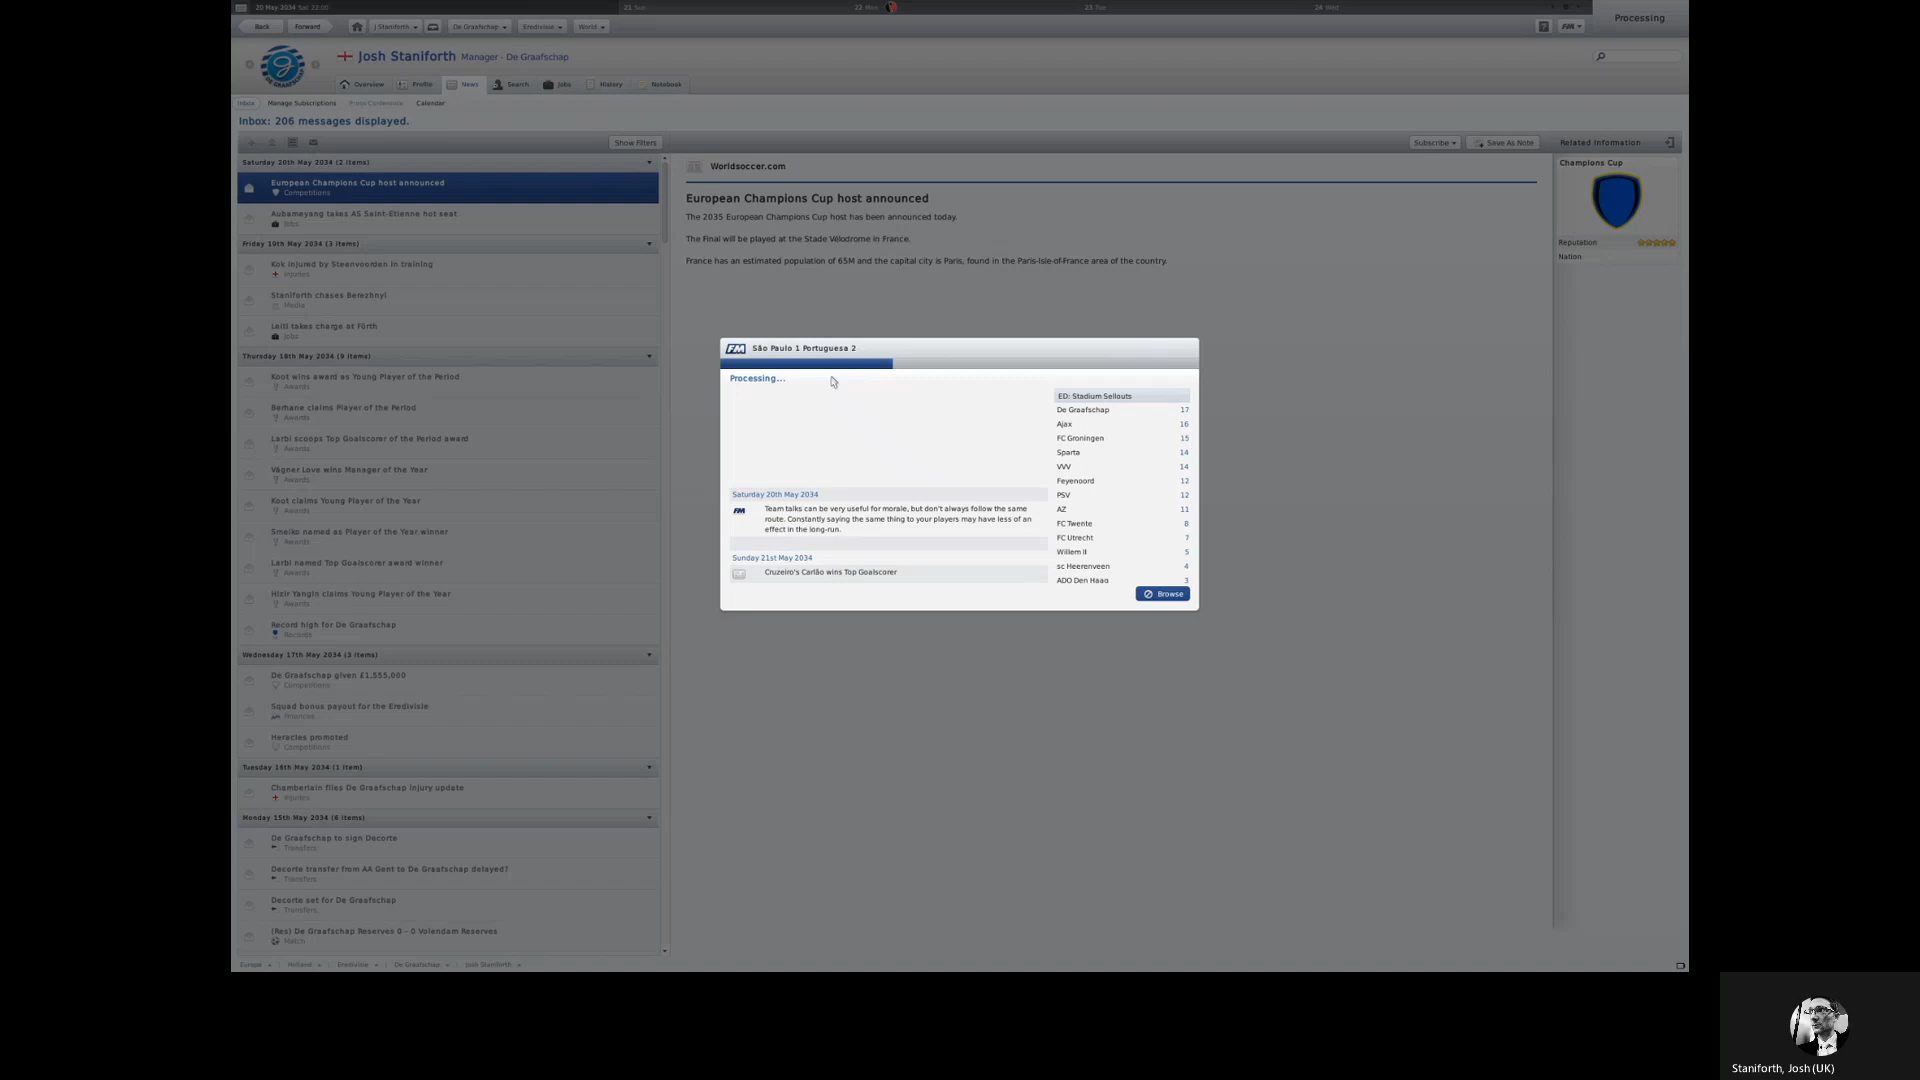 20 May 2034 Sat 22:00
21 Sun
22 Mon
23 Tue
24 Wed
Processing
Back
Forward
J Staniforth
De Graafschap
Eredivisie
World
FM
Josh Staniforth
Manager - De Graafschap
Overview
Profile
News
Search
Jobs
History
Notebook
Inbox
Manage Subscriptions
Press Conference
Calendar
Inbox: 206 messages displayed.
Show Filters
Saturday 20th May 2034 (2 items)
European Champions Cup host announced
Competitions
Aubameyang takes AS Saint-Etienne hot seat
Jobs
Friday 19th May 2034 (3 items)
Kok injured by Steenvoorden in training
Injuries
Staniforth chases Berezhnyi
Media
Leitl takes charge at Fürth
Jobs
Thursday 18th May 2034 (9 items)
Koot wins award as Young Player of the Period
Awards
Berhane claims Player of the Period
Awards
Larbi scoops Top Goalscorer of the Period award
Awards
Vágner Love wins Manager of the Year
Awards
Koot claims Young Player of the Year
Awards
Smeiko named as Player of the Year winner
Awards
Larbi named Top Goalscorer award winner
Awards
Hizir Yangin claims Young Player of the Year
Awards
Record high for De Graafschap
Records
Wednesday 17th May 2034 (3 items)
De Graafschap given £1,555,000
Competitions
Squad bonus payout for the Eredivisie
Finances
Heracles promoted
Competitions
Tuesday 16th May 2034 (1 item)
Chamberlain files De Graafschap injury update
Injuries
Monday 15th May 2034 (6 items)
De Graafschap to sign Decorte
Transfers
Decorte transfer from AA Gent to De Graafschap delayed?
Transfers
Decorte set for De Graafschap
Transfers
(Res) De Graafschap Reserves 0 - 0 Volendam Reserves
Match
Europe
Holland
Eredivisie
De Graafschap
Josh Staniforth
Subscribe
Save As Note
Worldsoccer.com
European Champions Cup host announced
The 2035 European Champions Cup host has been announced today.
The Final will be played at the Stade Vélodrome in France.
France has an estimated population of 65M and the capital city is Paris, found in the Paris-Isle-of-France area of the country.
Related Information
Champions Cup
Reputation
Nation
FM São Paulo 1 Portuguesa 2
Processing...
Saturday 20th May 2034
FM
Team talks can be very useful for morale, but don't always follow the same
route. Constantly saying the same thing to your players may have less of an
effect in the long-run.
Sunday 21st May 2034
Cruzeiro's Carlão wins Top Goalscorer
ED: Stadium Sellouts
De Graafschap 17
Ajax 16
FC Groningen 15
Sparta 14
VVV 14
Feyenoord 12
PSV 12
AZ 11
FC Twente 8
FC Utrecht 7
Willem II 5
sc Heerenveen 4
ADO Den Haag 3
Browse
Staniforth, Josh (UK)